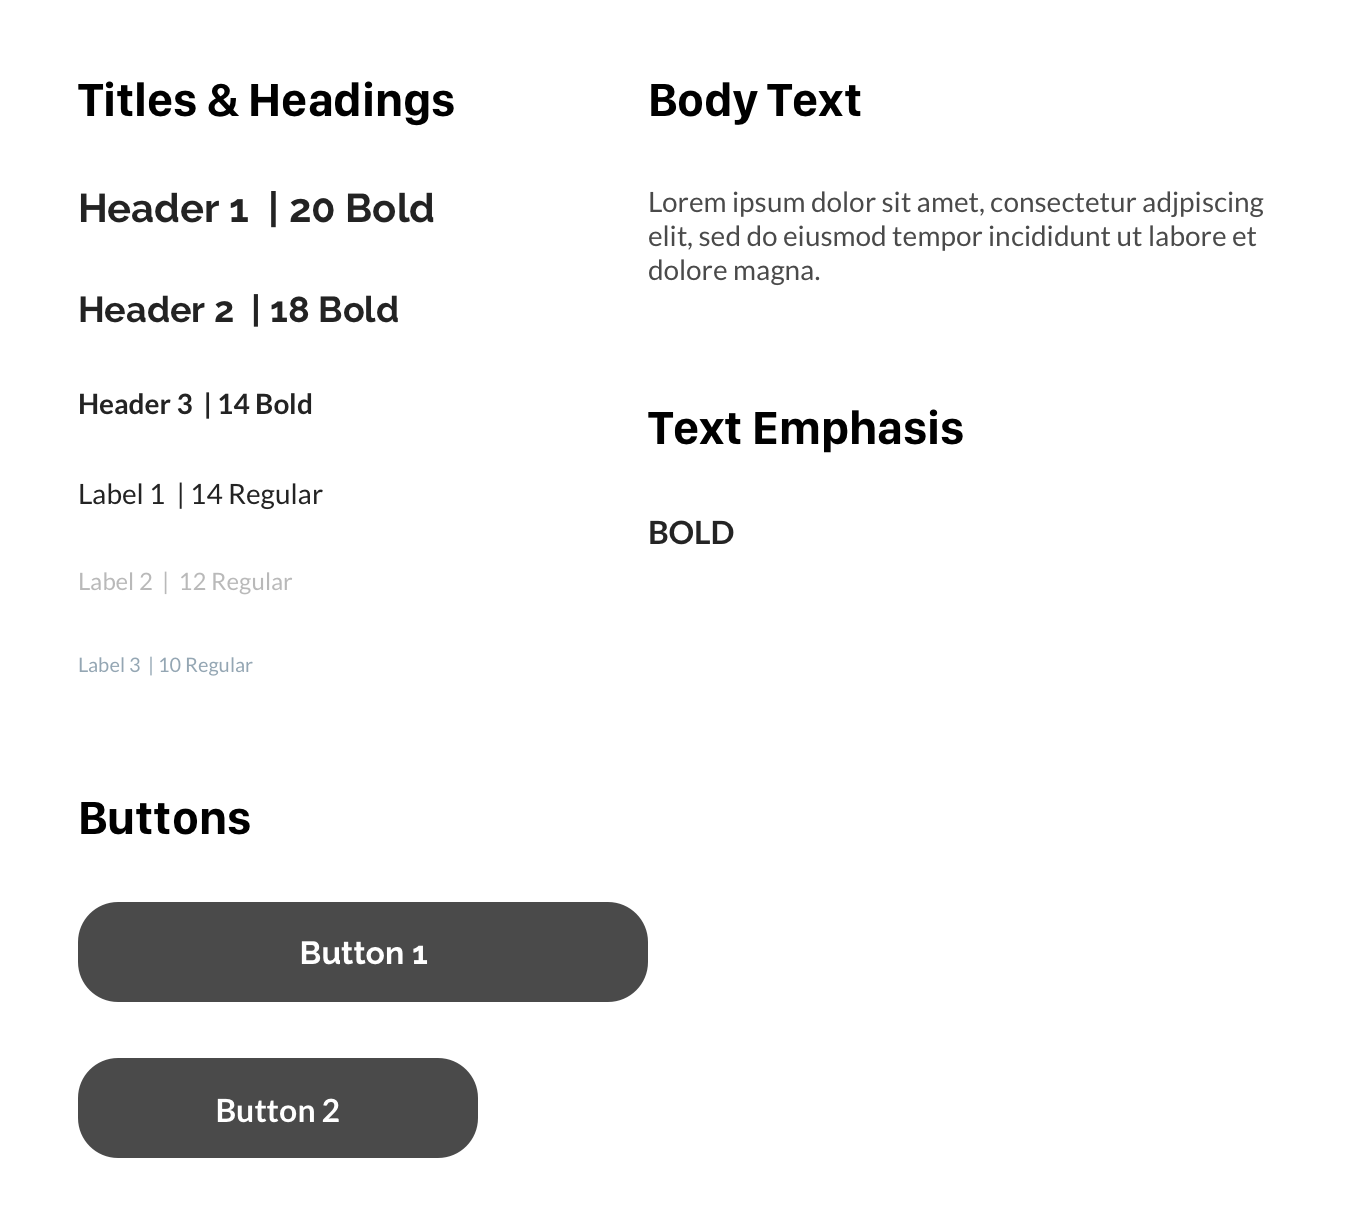 Titles & Headings
Header 1 | 20 Bold
Header 2 | 18 Bold
Header 3 | 14 Bold
Label 1 | 14 Regular
Label 2 | 12 Regular
Label 3 | 10 Regular
Body Text
Lorem ipsum dolor sit amet, consectetur adjpiscing
elit, sed do eiusmod tempor incididunt ut labore et
dolore magna.
Text Emphasis
BOLD
Buttons
Button 1
Button 2